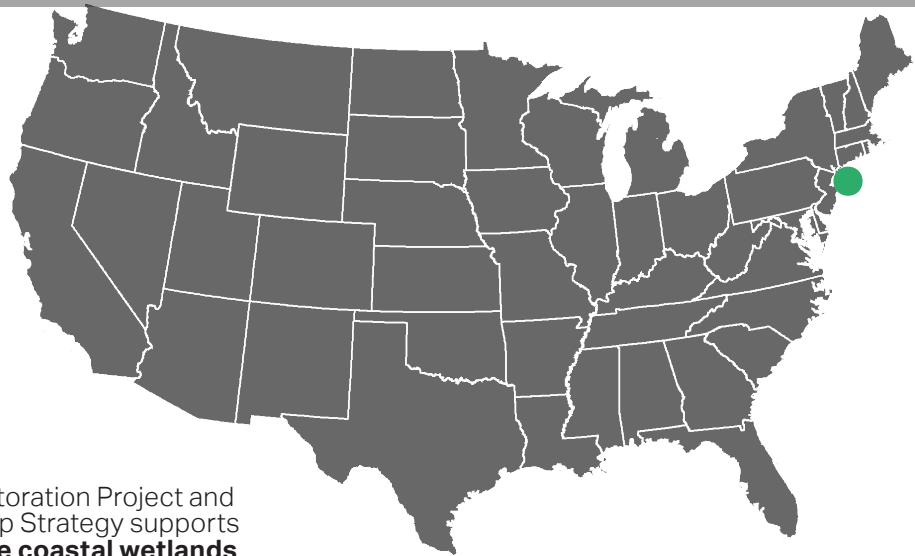 toration Project and
p Strategy supports
e coastal wetlands